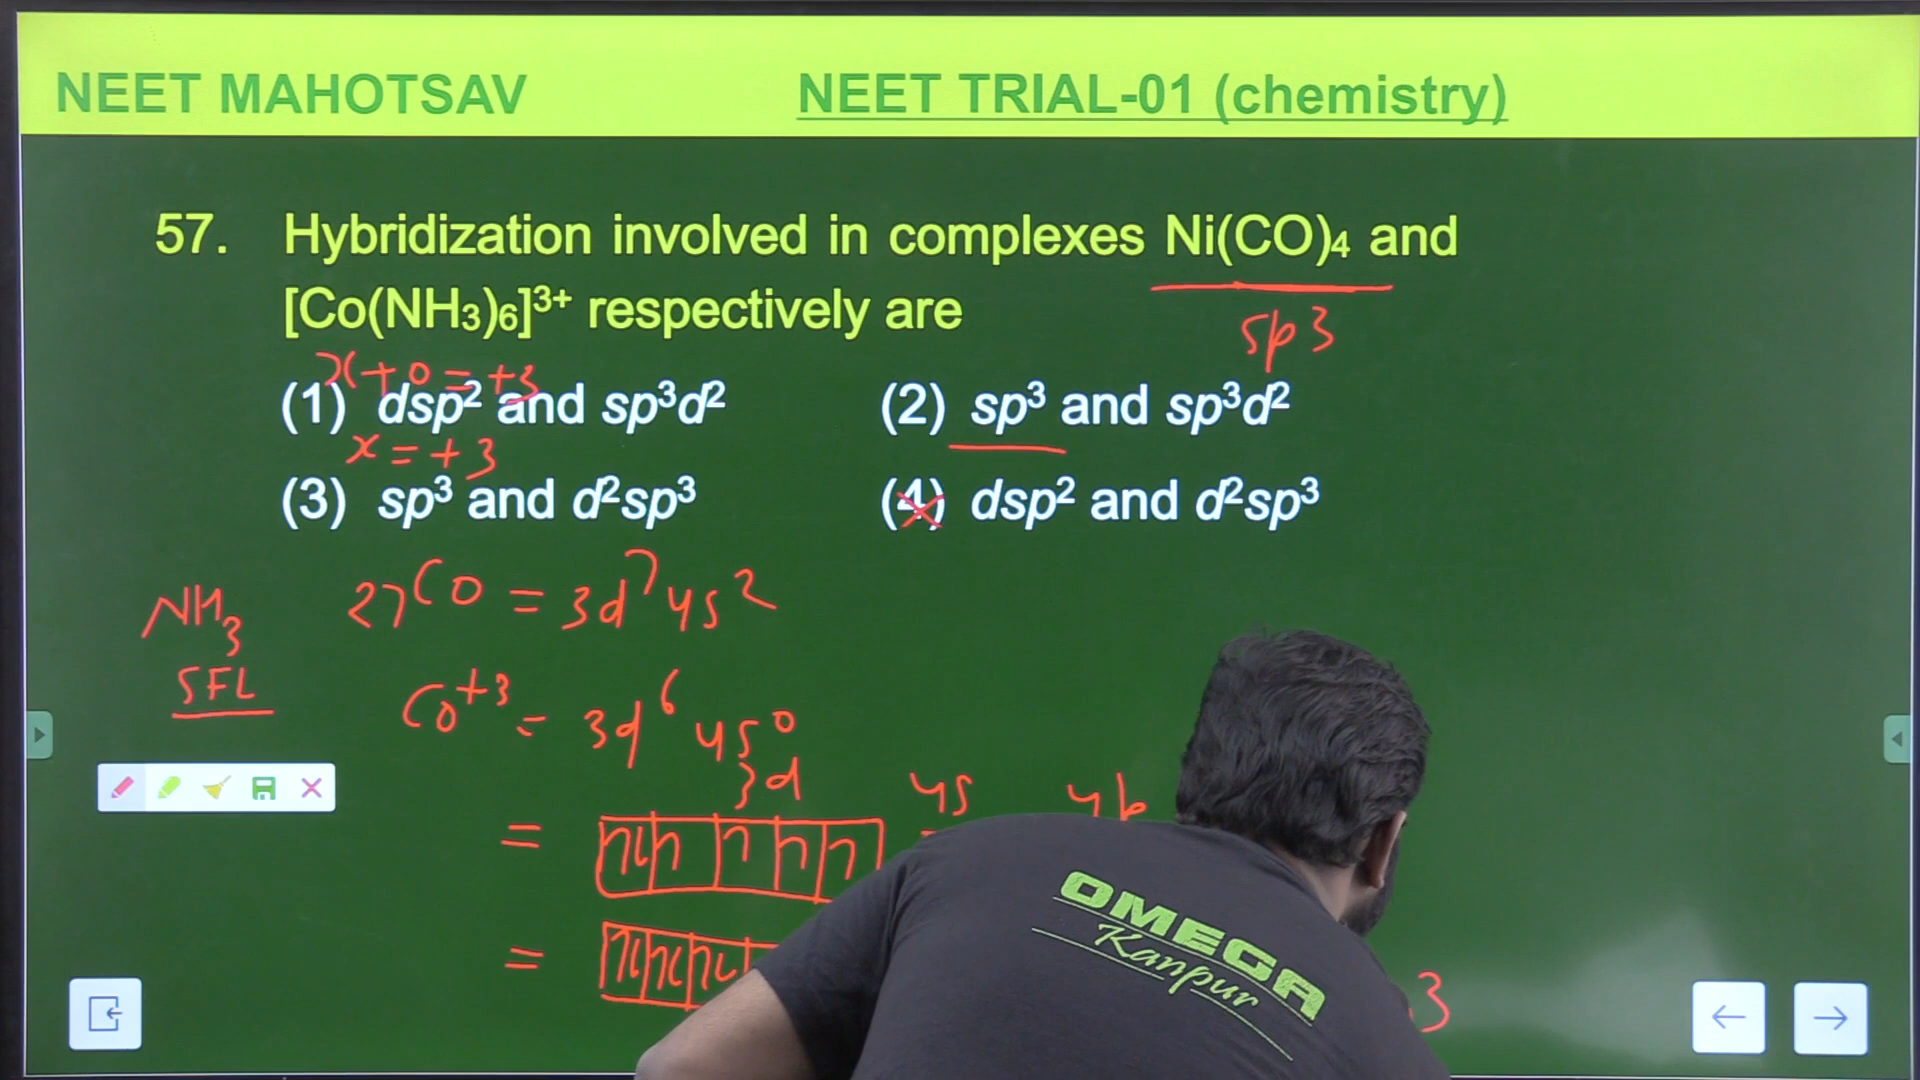 NEET MAHOTSAV NEET TRIAL-01 (chemistry)
57. Hybridization involved in complexes Ni(CO)4 and
[Co(NH3)6]3+ respectively are
sp3
x+0=+3
(1) dsp2 and sp3d2 (2) sp3 and sp3d2
x=+3
(3) sp3 and d2sp3 (4) dsp2 and d2sp3
27Co = 3d7 4s2
NH3
SFL
Co+3 = 3d6 4s0
3d 4s 4p
=
=
3
OMEGA
Kanpur